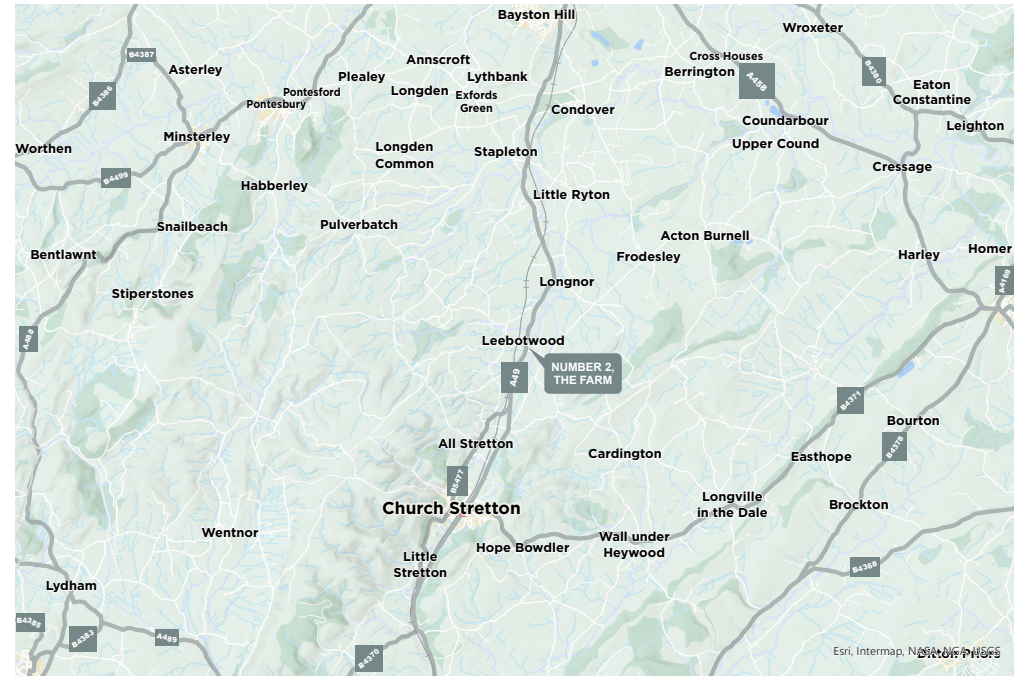 Bayston Hill
Wroxeter
B4387
Annscroft
Cross Houses
Asterley
Plealey
Lythbank
Berrington
A458
B4380
B4386
Pontesford
Longden
Exfords
Green
Eaton
Constantine
Pontesbury
Condover
Coundarbour
Leighton
Minsterley
Worthen
Longden
Common
Stapleton
Upper Cound
Cressage
B4499
Habberley
Little Ryton
Snailbeach
Pulverbatch
Acton Burnell
Bentlawnt
Frodesley
Harley
Homer
Stiperstones
Longnor
A4169
A488
Leebotwood
NUMBER 2,
THE FARM
A49
B4371
Bourton
All Stretton
Cardington
Easthope
B4378
B5477
Church Stretton
Longville
in the Dale
Brockton
Wentnor
Hope Bowdler
Wall under
Heywood
Little
Stretton
B4368
Lydham
B4385
B4383
A489
B4370
Esri, Intermap, NASA, NGA, USGS
Ditton Priors